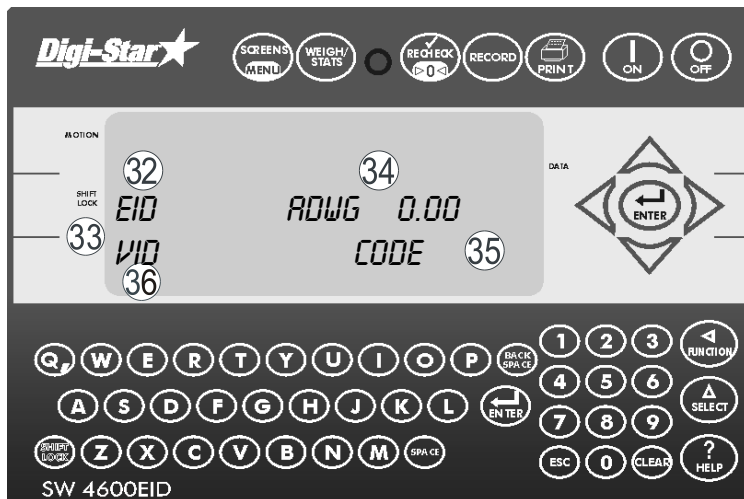 Digi-Star
SCREENS
MENU
WEIGH/
STATS
RECHECK
▷0◁
RECORD
PRINT
ON
OFF
MOTION
DATA
SHIFT
LOCK
32
34
EID ADWG 0.00
33
VID CODE 35
36
ENTER
Q, W E R T Y U I O P BACK SPACE
A S D F G H J K L ENTER
SHIFT LOCK Z X C V B N M SPACE
1 2 3 FUNCTION
4 5 6 SELECT
7 8 9
ESC 0 CLEAR ? HELP
SW 4600EID